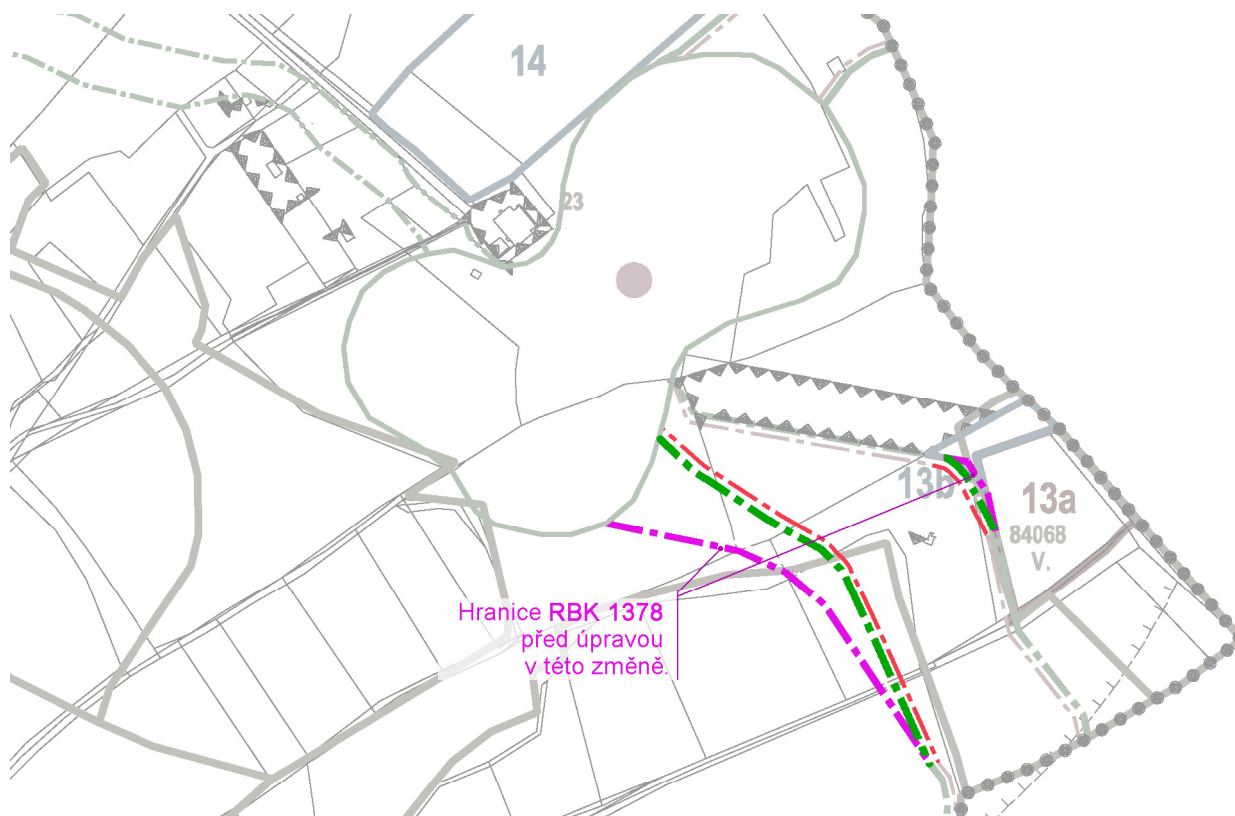 14
23
13b
13a
84068
V.
Hranice RBK 1378
před úpravou
v této změně.